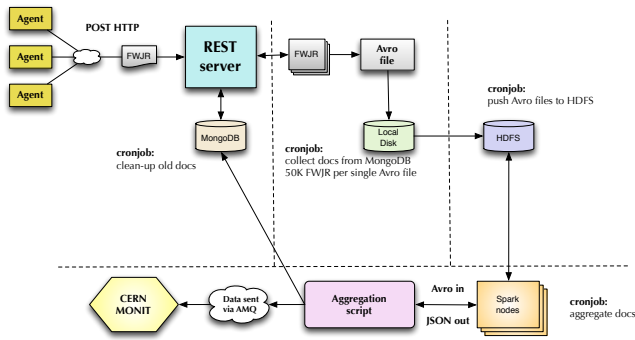 Agent
POST HTTP
Agent
FWJR
REST
server
FWJR
Avro
file
Agent
cronjob:
push Avro files to HDFS
MongoDB
Local
Disk
HDFS
cronjob:
clean-up old docs
cronjob:
collect docs from MongoDB
50K FWJR per single Avro file
CERN
MONIT
Data sent
via AMQ
Aggregation
script
Avro in
JSON out
Spark
nodes
cronjob:
aggregate docs